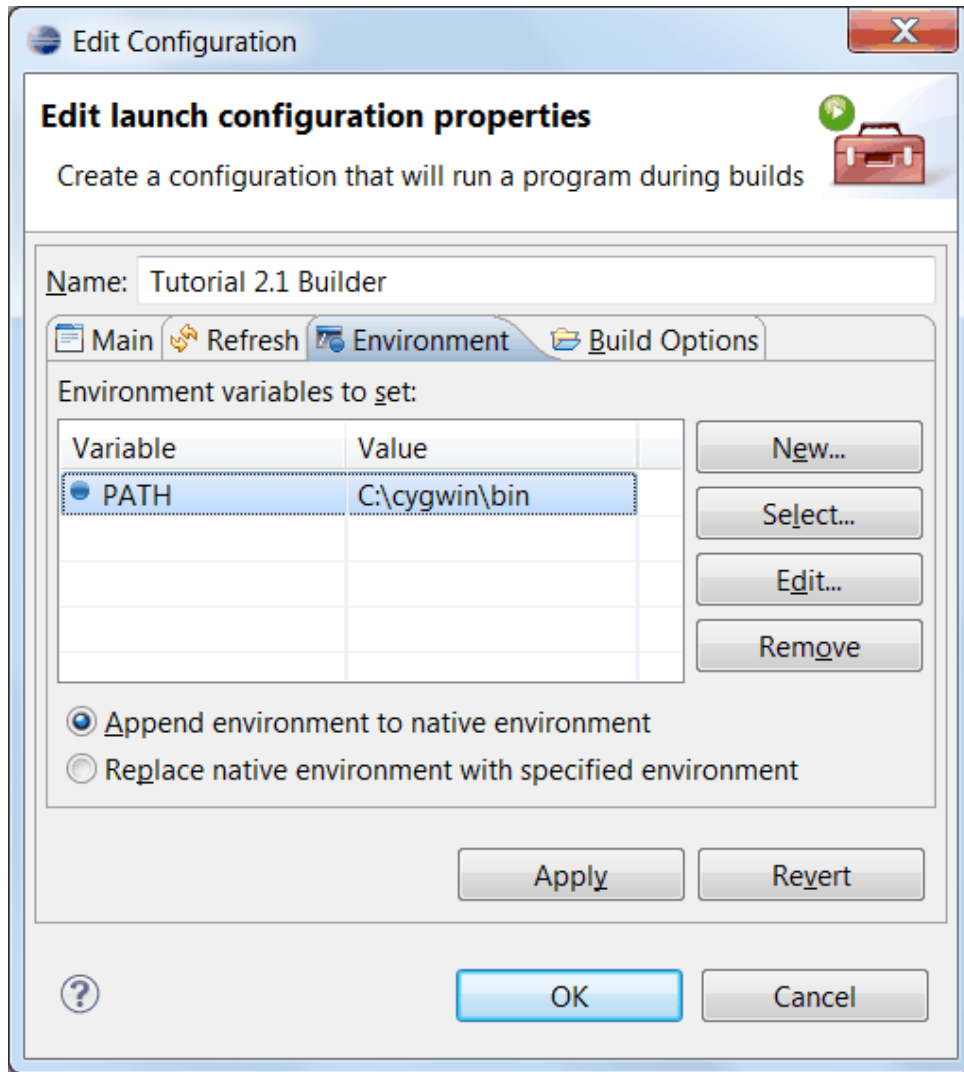 Edit Configuration
X
Edit launch configuration properties
Create a configuration that will run a program during builds
Name: Tutorial 2.1 Builder
Main Refresh Environment Build Options
Environment variables to set:
Variable Value New...
PATH C:\cygwin\bin Select...
Edit...
Remove
Append environment to native environment
Replace native environment with specified environment
Apply Revert
? OK Cancel